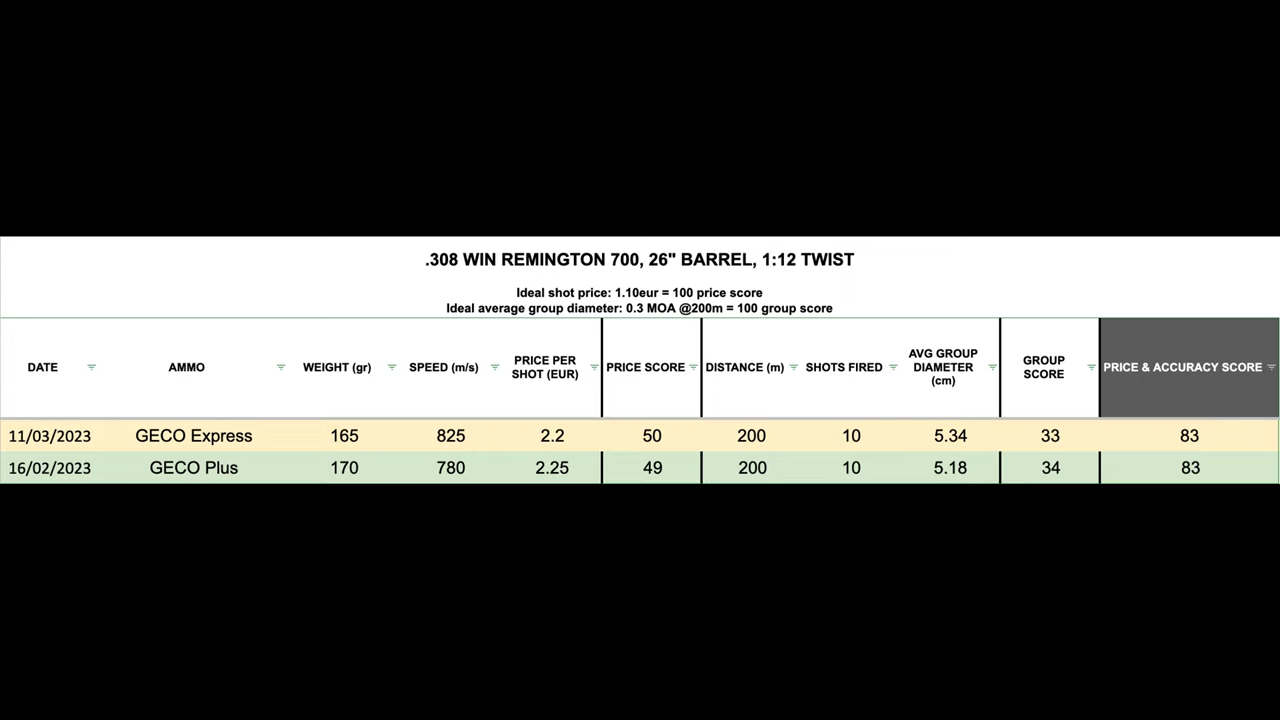 .308 WIN REMINGTON 700, 26" BARREL, 1:12 TWIST
Ideal shot price: 1.10eur = 100 price score
Ideal average group diameter: 0.3 MOA @200m = 100 group score
DATE AMMO WEIGHT (gr) SPEED (m/s) PRICE PER SHOT (EUR) PRICE SCORE DISTANCE (m) SHOTS FIRED AVG GROUP DIAMETER (cm) GROUP SCORE PRICE & ACCURACY SCORE
11/03/2023 GECO Express 165 825 2.2 50 200 10 5.34 33 83
16/02/2023 GECO Plus 170 780 2.25 49 200 10 5.18 34 83